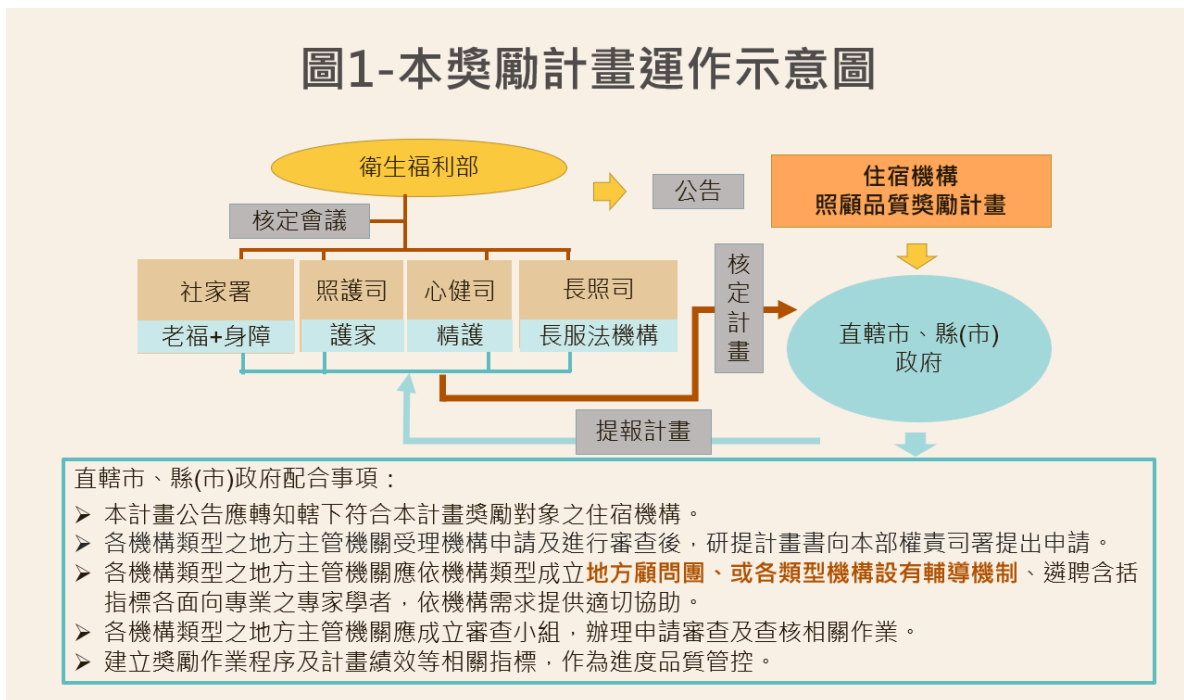 圖1-本獎勵計畫運作示意圖
衛生福利部
公告
住宿機構
照顧品質獎勵計畫
核定會議
社家署
照護司
心健司
長照司
老福+身障
護家
精護
長服法機構
核定計畫
直轄市、縣(市)
政府
提報計畫
直轄市、縣(市)政府配合事項：
➢ 本計畫公告應轉知轄下符合本計畫獎勵對象之住宿機構。
➢ 各機構類型之地方主管機關受理機構申請及進行審查後，研提計畫書向本部權責司署提出申請。
➢ 各機構類型之地方主管機關應依機構類型成立地方顧問團、或各類型機構設有輔導機制、遴聘含括
指標各面向專業之專家學者，依機構需求提供適切協助。
➢ 各機構類型之地方主管機關應成立審查小組，辦理申請審查及查核相關作業。
➢ 建立獎勵作業程序及計畫績效等相關指標，作為進度品質管控。